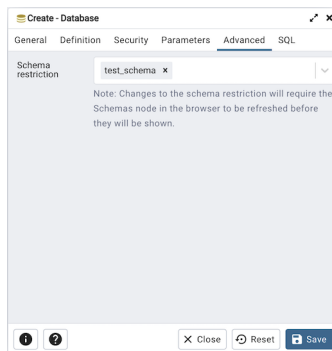 Create - Database
General Definition Security Parameters Advanced SQL
Schema
restriction
test_schema ×
Note: Changes to the schema restriction will require the
Schemas node in the browser to be refreshed before
they will be shown.
Close Reset Save